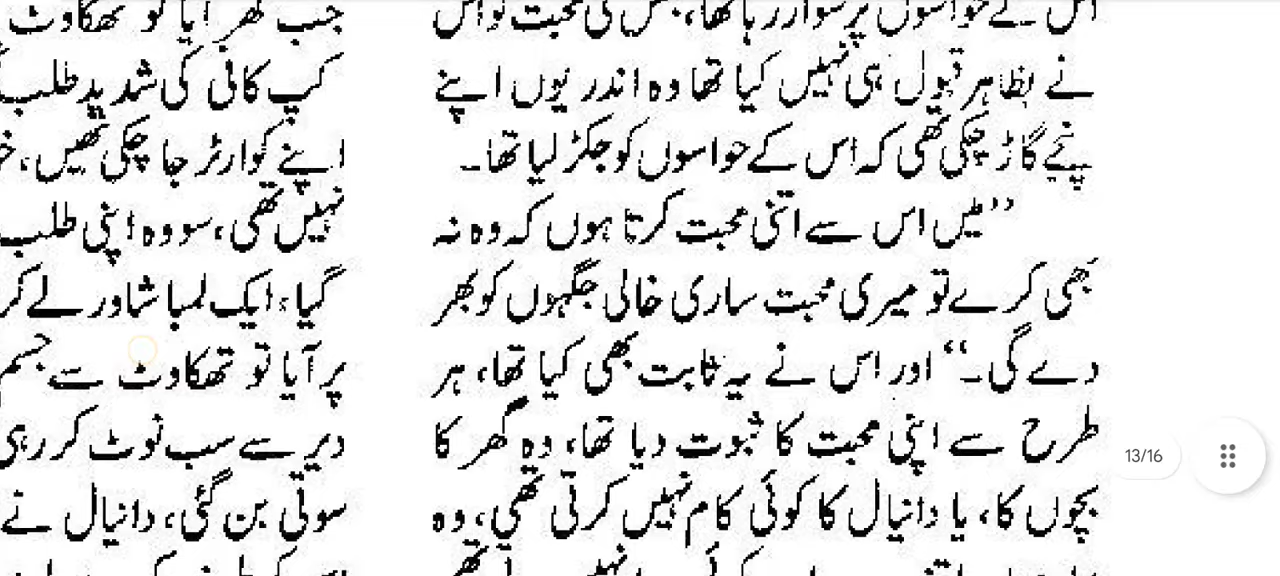 اس کے حواسوں پر سوار رہا تھا، جس کی محبت تو اس
نے بظاہر قبول ہی نہیں کیا تھا وہ اندر یوں اپنے
پنجے گاڑ چکی تھی کہ اس کے حواسوں کو جکڑ لیا تھا۔
’’میں اس سے اتنی محبت کرتا ہوں کہ وہ نہ
بھی کرے تو میری محبت ساری خالی جگہوں کو بھر
دے گی۔‘‘ اور اس نے یہ ثابت بھی کیا تھا، ہر
طرح سے اپنی محبت کا ثبوت دیا تھا، وہ گھر کا
بچوں کا، یا دانیال کا کوئی کام نہیں کرتی تھی، وہ
جب گھر آیا تو تھکاوٹ
کپ کافی کی شدید طلب
اپنے کوارٹر جا چکی تھیں،
نہیں تھی، سو وہ اپنی طلب
گیا، ایک لمبا شاور لے کر
پر آیا تو تھکاوٹ سے جسم
دیر سے سب نوٹ کر رہی
سوتی بن گئی، دانیال نے
13/16